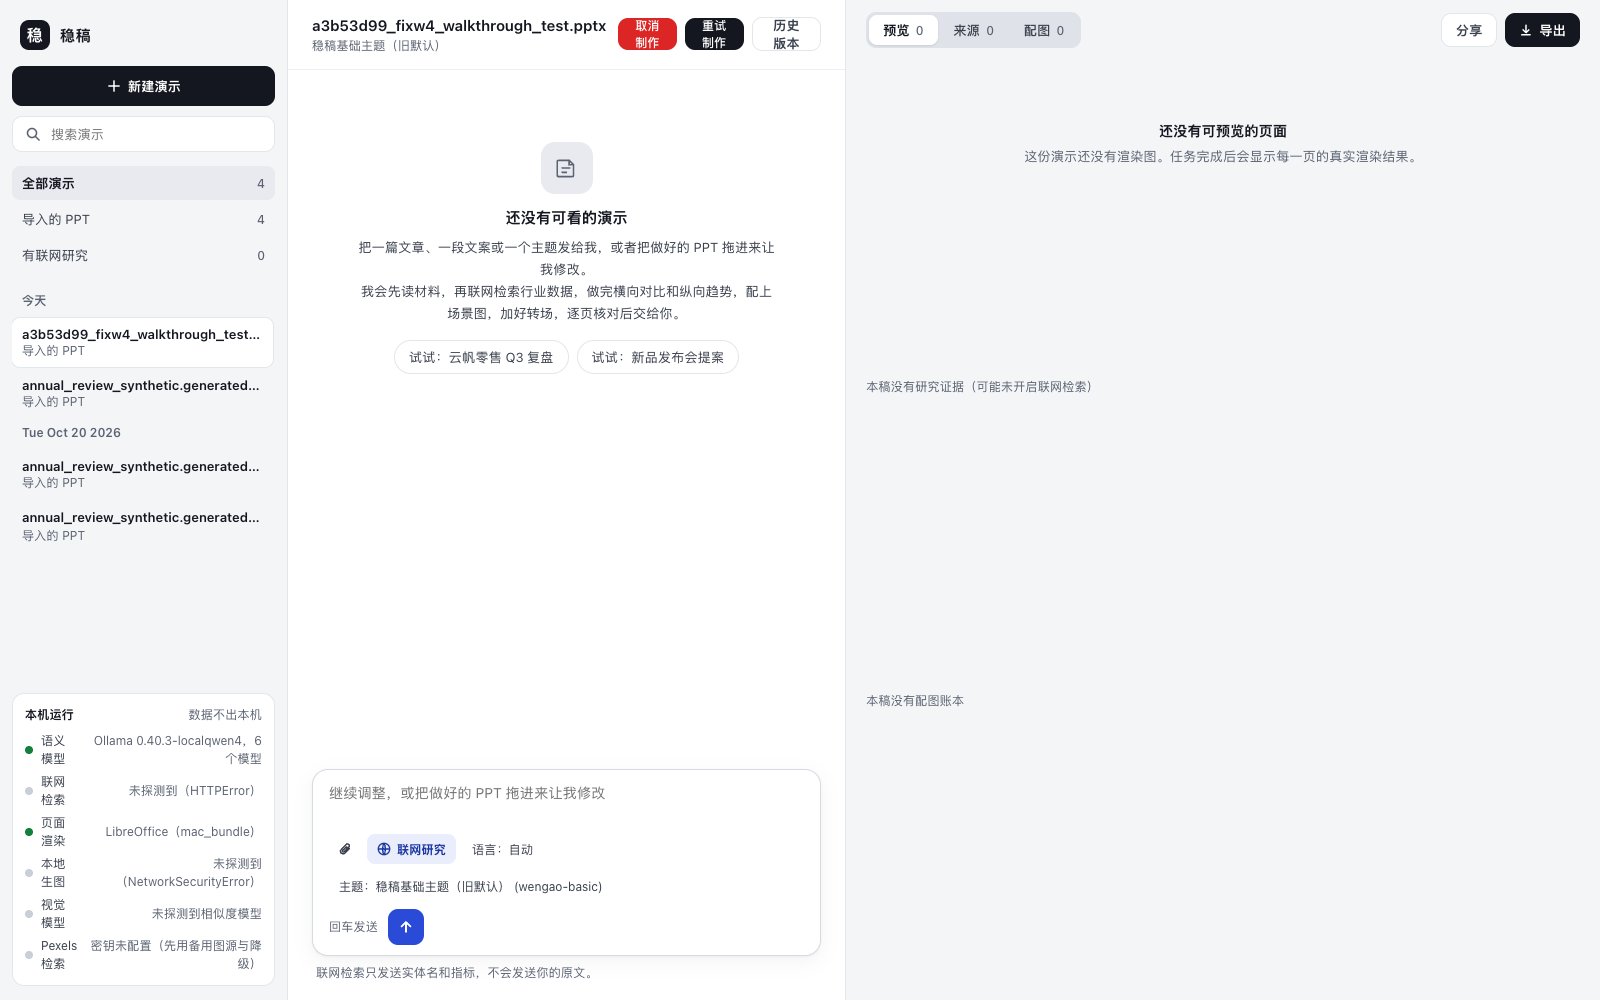 稳 稳稿
新建演示
搜索演示
全部演示 4
导入的 PPT 4
有联网研究 0
今天
a3b53d99_fixw4_walkthrough_test...
导入的 PPT
annual_review_synthetic.generated...
导入的 PPT
Tue Oct 20 2026
annual_review_synthetic.generated...
导入的 PPT
annual_review_synthetic.generated...
导入的 PPT
本机运行 数据不出本机
语义
模型
Ollama 0.40.3-localqwen4，6
个模型
联网
检索
未探测到（HTTPError）
页面
渲染
LibreOffice（mac_bundle）
本地
生图
未探测到
（NetworkSecurityError）
视觉
模型
未探测到相似度模型
Pexels
检索
密钥未配置（先用备用图源与降
级）
a3b53d99_fixw4_walkthrough_test.pptx
稳稿基础主题（旧默认）
取消
制作
重试
制作
历史
版本
还没有可看的演示
把一篇文章、一段文案或一个主题发给我，或者把做好的 PPT 拖进来让
我修改。
我会先读材料，再联网检索行业数据，做完横向对比和纵向趋势，配上
场景图，加好转场，逐页核对后交给你。
试试：云帆零售 Q3 复盘
试试：新品发布会提案
继续调整，或把做好的 PPT 拖进来让我修改
联网研究
语言：自动
主题：稳稿基础主题（旧默认） (wengao-basic)
回车发送
联网检索只发送实体名和指标，不会发送你的原文。
预览 0 来源 0 配图 0
分享
导出
还没有可预览的页面
这份演示还没有渲染图。任务完成后会显示每一页的真实渲染结果。
本稿没有研究证据（可能未开启联网检索）
本稿没有配图账本